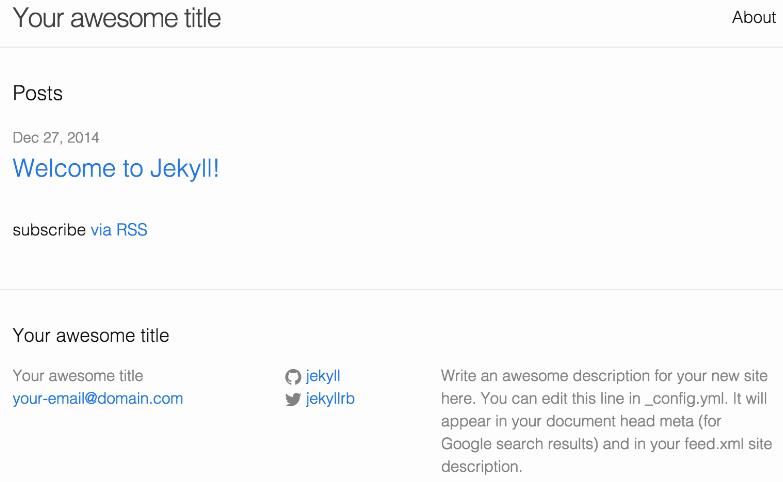 Your awesome title
About
Posts
Dec 27, 2014
Welcome to Jekyll!
subscribe via RSS
Your awesome title
Your awesome title
your-email@domain.com
jekyll
jekyllrb
Write an awesome description for your new site
here. You can edit this line in _config.yml. It will
appear in your document head meta (for
Google search results) and in your feed.xml site
description.